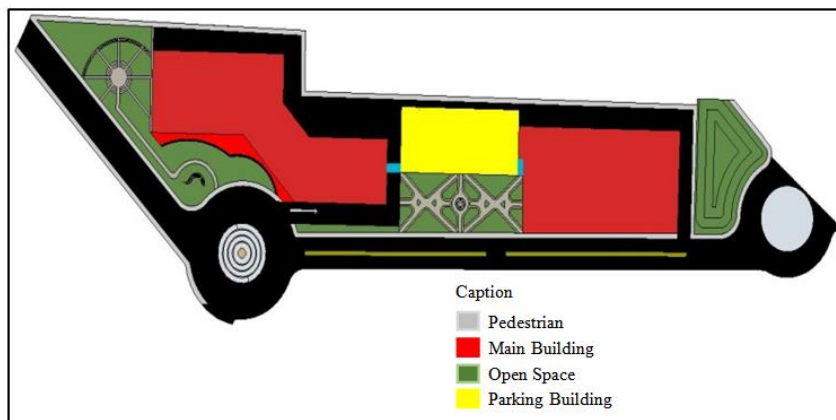 Caption
Pedestrian
Main Building
Open Space
Parking Building